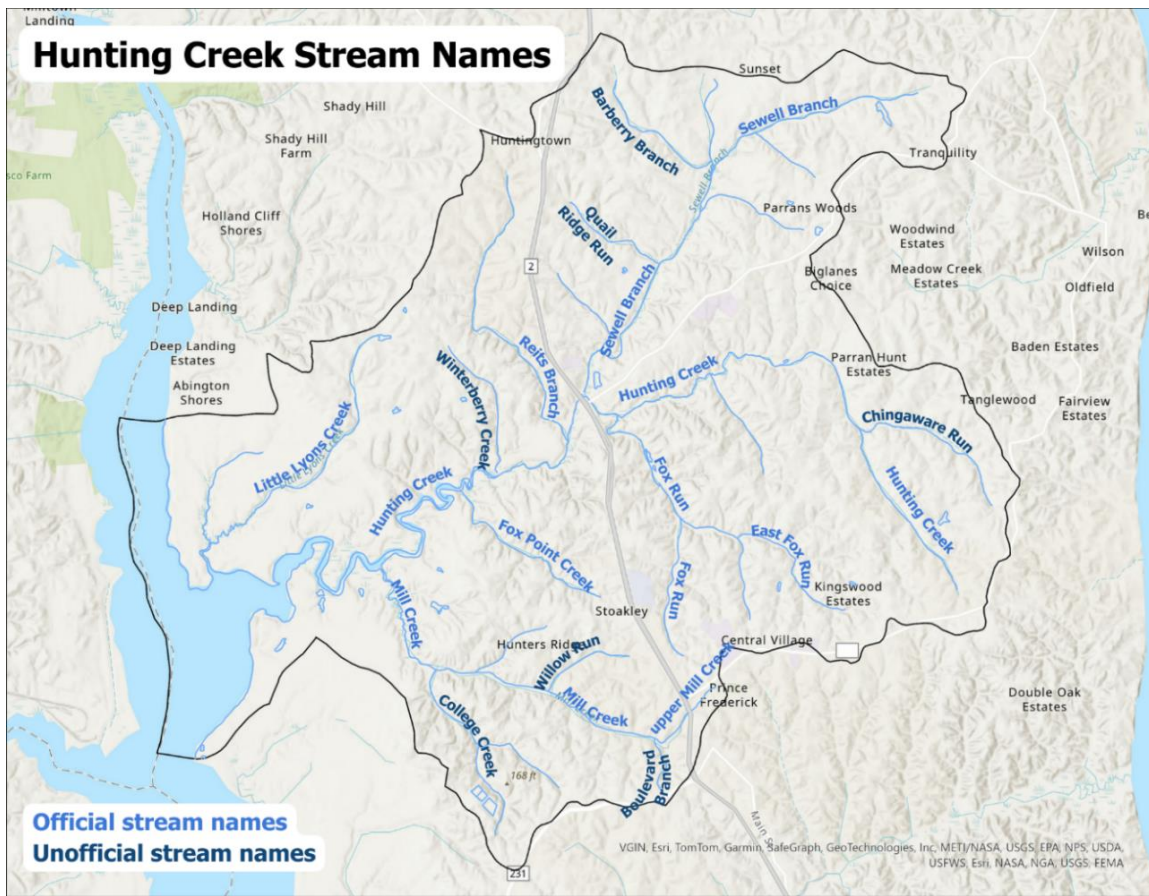 Milltown
Landing
Hunting Creek Stream Names
Sunset
Shady Hill
Barberry Branch
Sewell Branch
Huntingtown
Shady Hill
Farm
Tranquility
sco Farm
Sewell Branch
Holland Cliff
Shores
Quail
Ridge Run
Parrans Woods
Woodwind
Estates
Wilson
2
Biglanes
Choice
Meadow Creek
Estates
Oldfield
Deep Landing
Sewell Branch
Deep Landing
Estates
Reits Branch
Baden Estates
Winterberry Creek
Hunting Creek
Parran Hunt
Estates
Abington
Shores
Tanglewood
Fairview
Estates
Chingaware Run
Little Lyons Creek
Little Lyons Creek
Hunting Creek
Fox Run
Hunting Creek
Fox Point Creek
East Fox Run
Fox Run
Mill Creek
Kingswood
Estates
Stoakley
Hunters Ridge
Willow Run
Central Village
Mill Creek
upper Mill Creek
Prince
Frederick
Double Oak
Estates
College Creek
Boulevard
Branch
168 ft
Official stream names
Unofficial stream names
VGIN, Esri, TomTom, Garmin, SafeGraph, GeoTechnologies, Inc, METI/NASA, USGS, EPA, NPS, USDA,
USFWS, Esri, NASA, NGA, USGS, FEMA
231